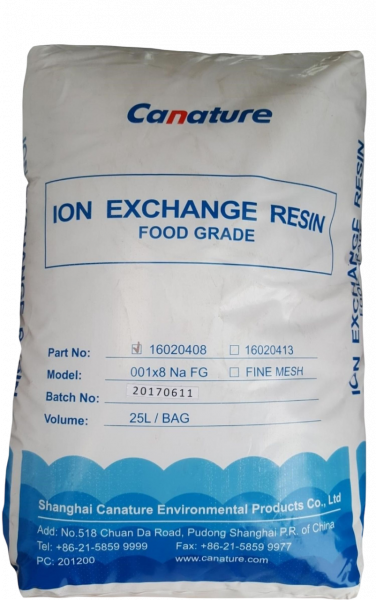 Canature
ION EXCHANGE RESIN
FOOD GRADE
Part No: ☑ 16020408 ☐ 16020413
Model: 001x8 Na FG ☐ FINE MESH
Batch No: 20170611
Volume: 25L / BAG
Shanghai Canature Environmental Products Co., Ltd
Add: No.518 Chuan Da Road, Pudong Shanghai P.R. of China
Tel: +86-21-5859 9999 Fax: +86-21-5859 9977
PC: 201200 www.canature.com
ION EXCHANGE